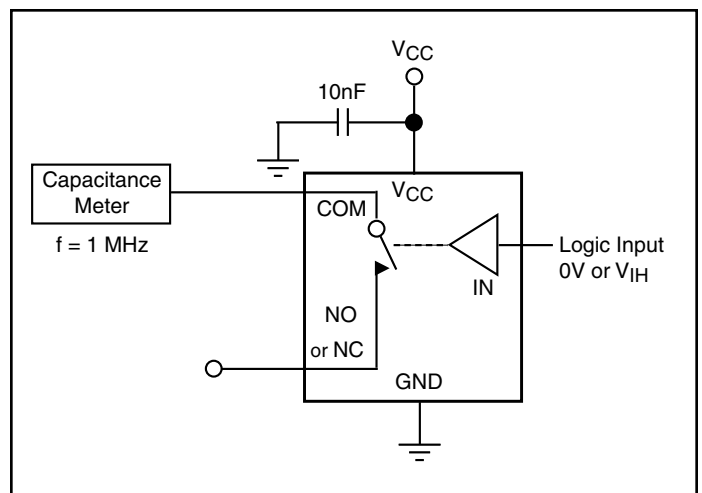 VCC
10nF
Capacitance
Meter
f = 1 MHz
VCC
COM
Logic Input
0V or VIH
IN
NO
or NC
GND